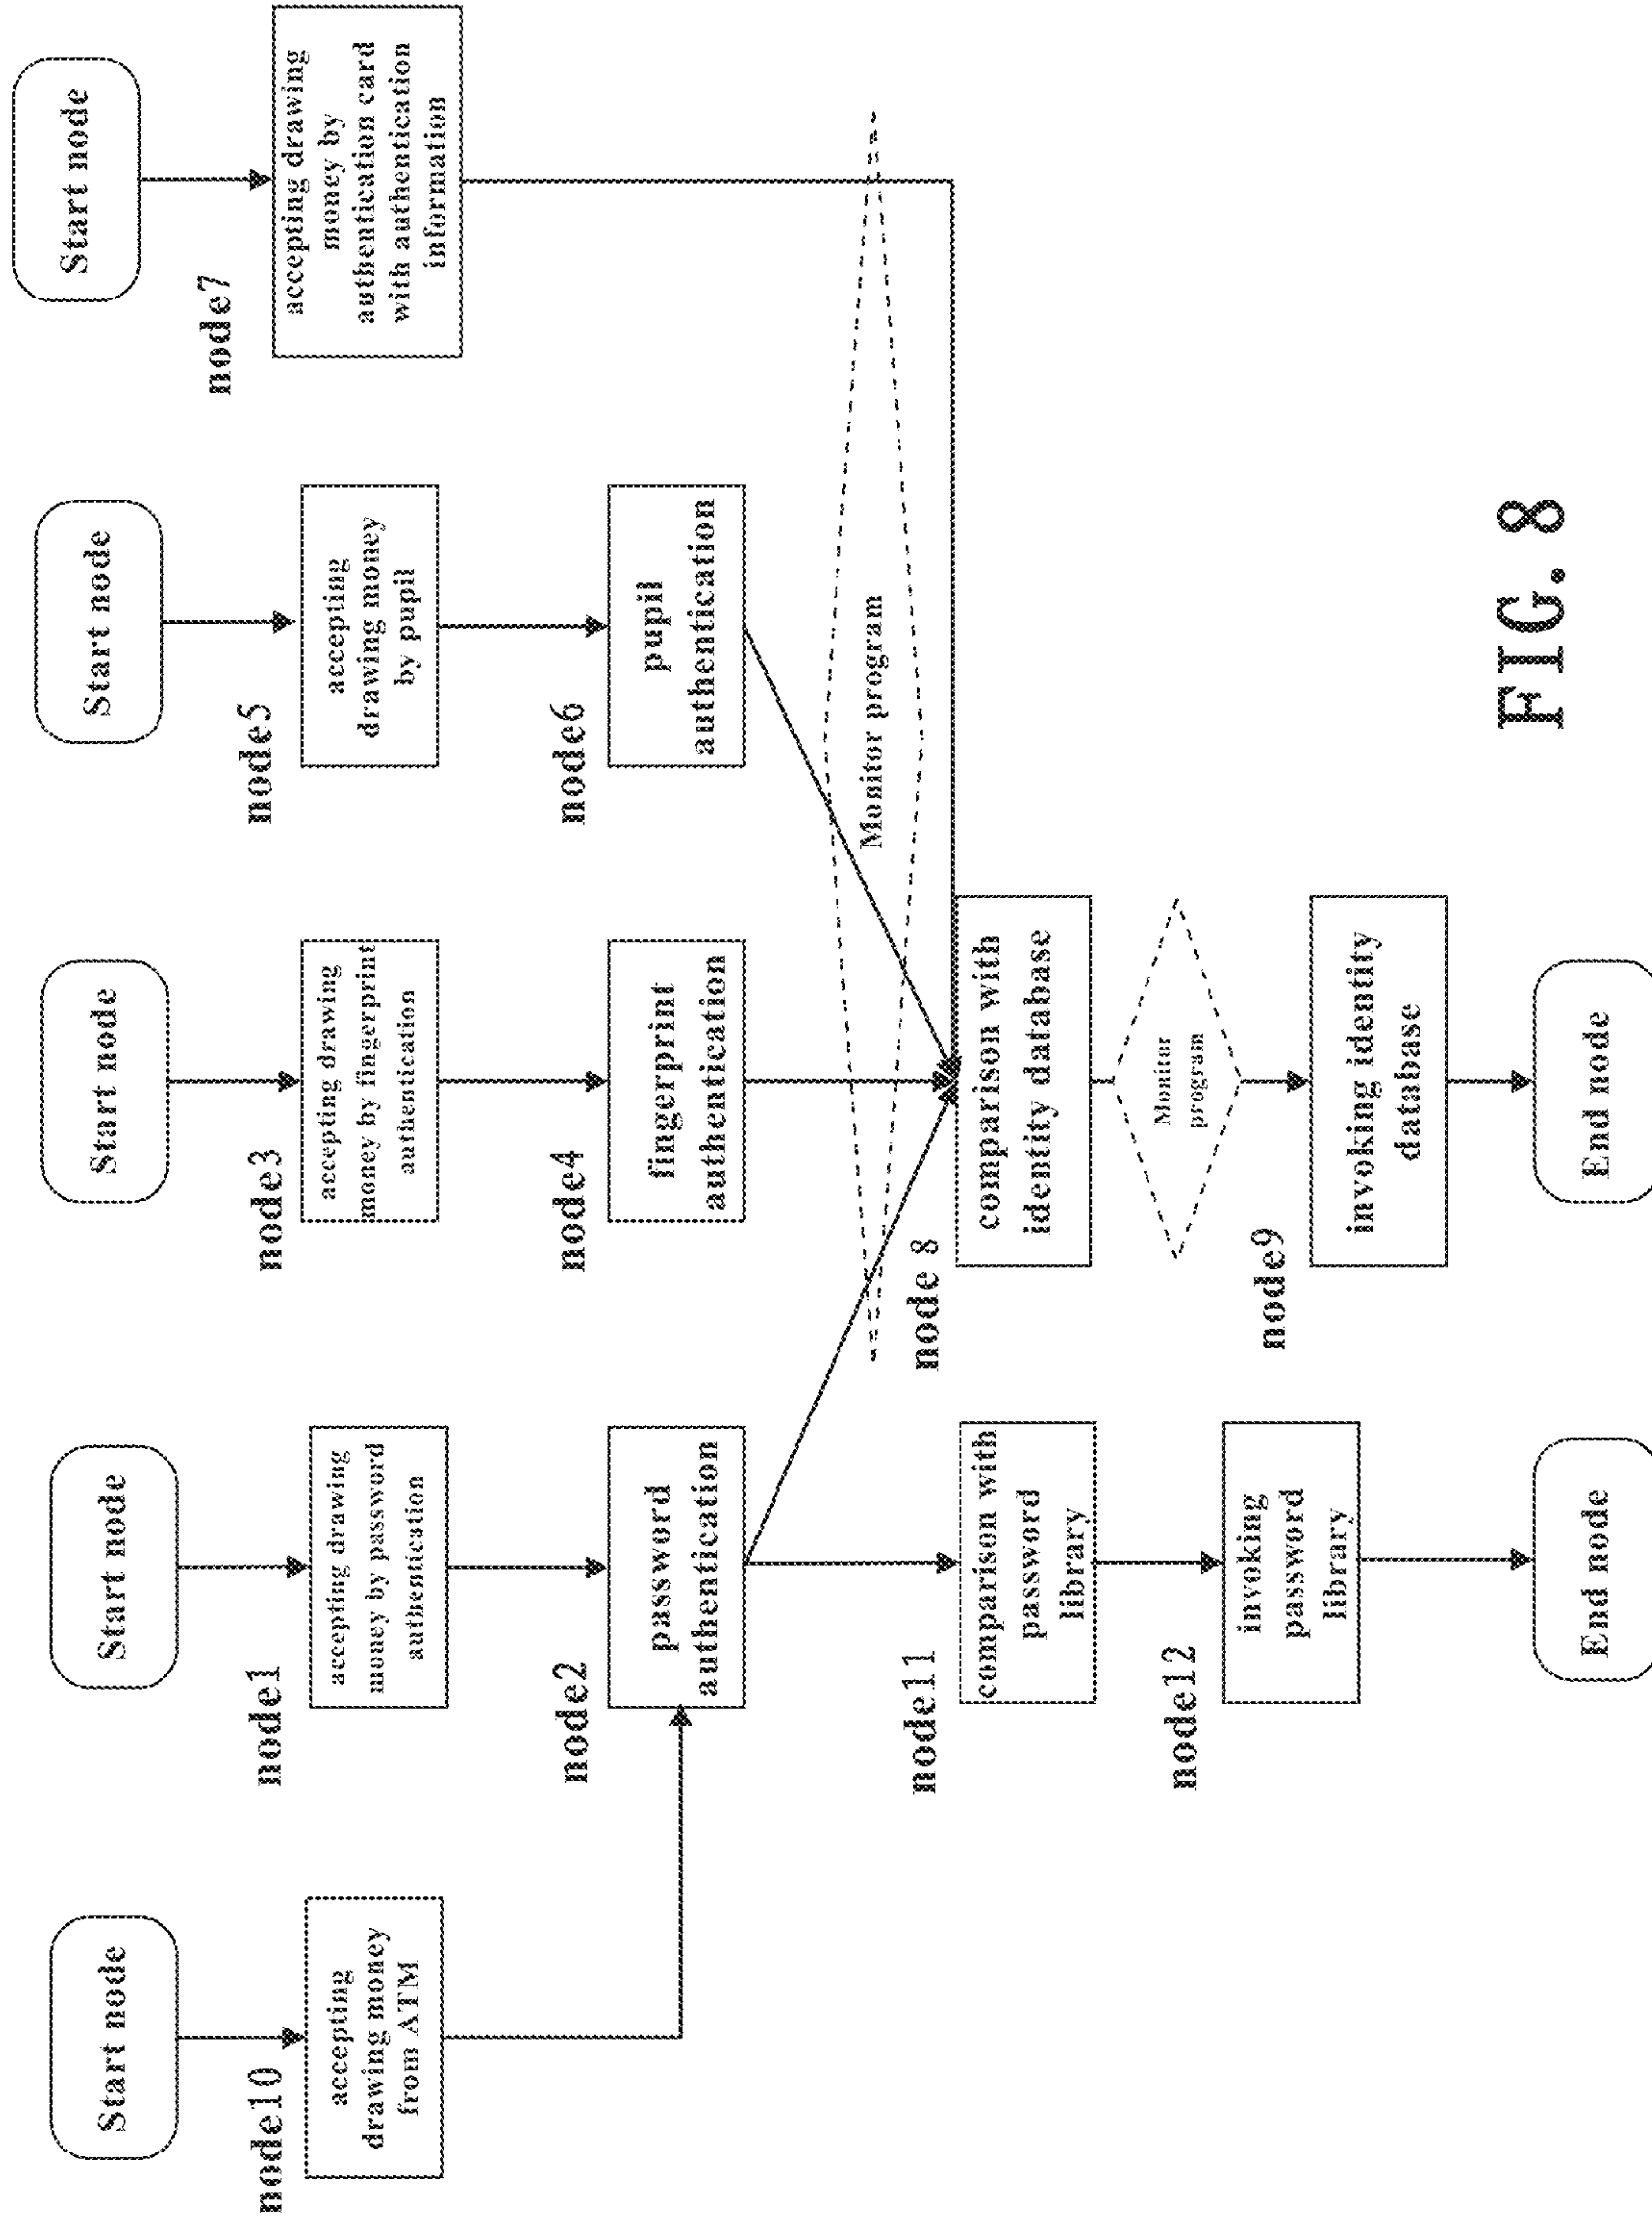 Start node
Start node
Start node
Start node
Start node
node10
accepting
drawing money
from ATM
node1
accepting drawing
money by password
authentication
node3
accepting drawing
money by fingerprint
authentication
node5
accepting
drawing money
by pupil
node7
accepting drawing
money by
authentication card
with authentication
information
node2
password
authentication
node4
fingerprint
authentication
node6
pupil
authentication
Monitor program
node11
comparison with
password
library
node 8
comparison with
identity database
Monitor
program
node12
invoking
password
library
node9
invoking identity
database
End node
End node
FIG. 8